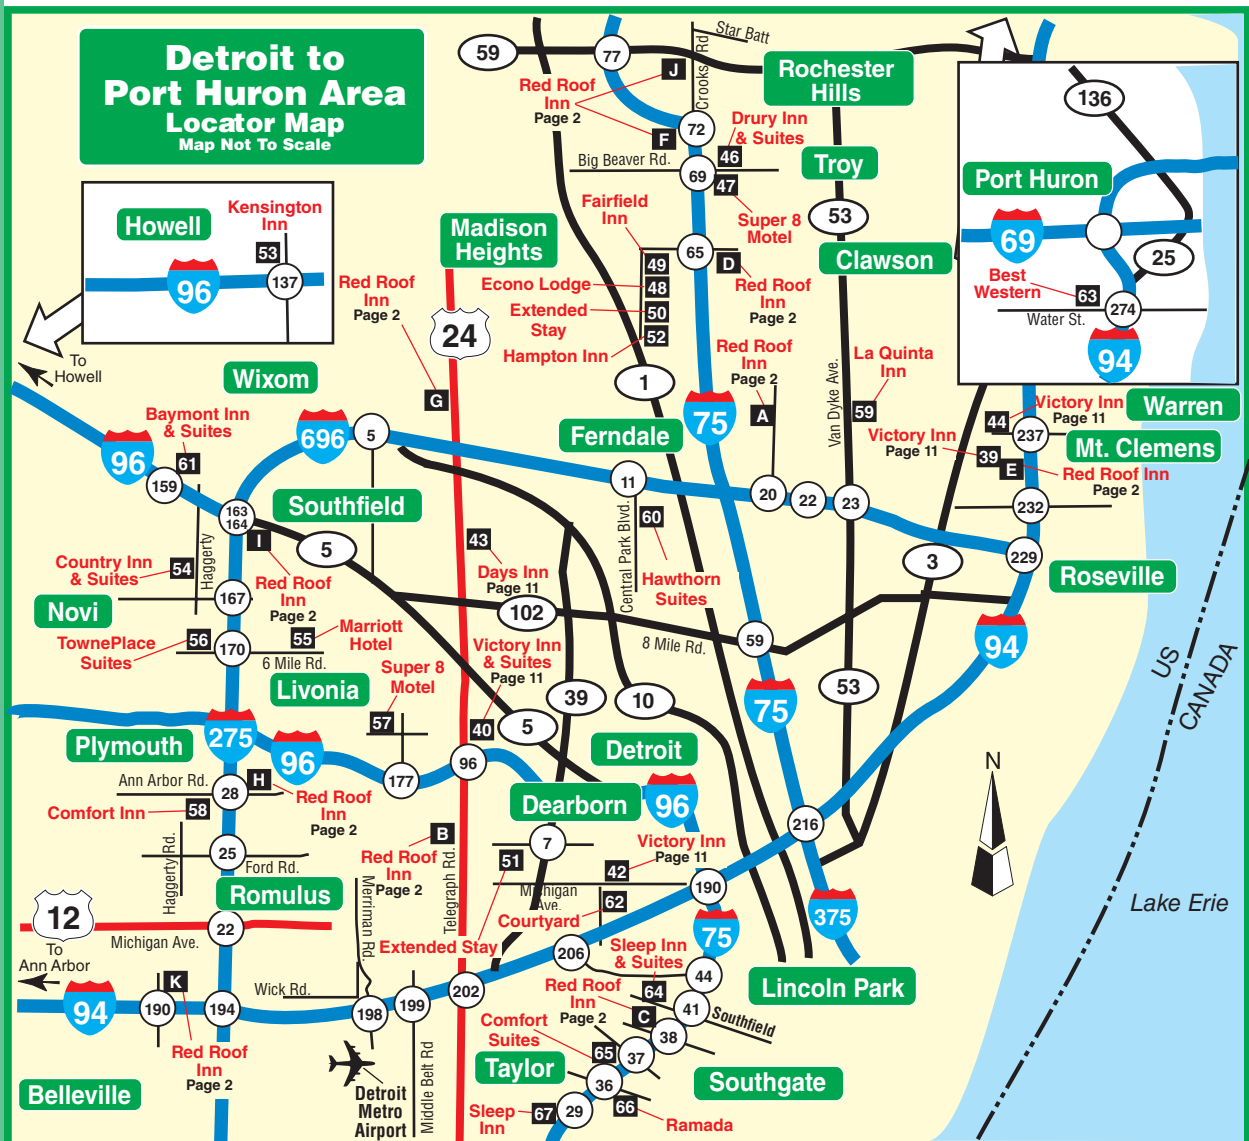 Detroit to
Port Huron Area
Locator Map
Map Not To Scale
59
77
Star Batt
Crooks Rd
J
Red Roof
Inn
Page 2
F
72
Rochester
Hills
Drury Inn
& Suites
46
Big Beaver Rd.
69
47
Super 8
Motel
Troy
53
Clawson
136
Port Huron
69
25
Best
Western
63
274
Water St.
94
Howell
Kensington
Inn
53
137
96
To
Howell
Madison
Heights
24
Fairfield
Inn
65
49
Econo Lodge
48
Extended
Stay
50
Hampton Inn
52
D
Red Roof
Inn
Page 2
Red Roof
Inn
Page 2
G
1
75
Red Roof
Inn
Page 2
A
Van Dyke Ave.
La Quinta
Inn
59
Wixom
Baymont Inn
& Suites
61
96
159
696
5
Ferndale
Victory Inn
Page 11
44
237
Warren
Mt. Clemens
Victory Inn
Page 11
39
E
Red Roof Inn
Page 2
232
163
164
Southfield
11
20
22
23
I
5
Haggerty
Country Inn
& Suites
54
Red Roof
Inn
Page 2
43
Days Inn
Page 11
60
Central Park Blvd.
Hawthorn
Suites
3
229
Roseville
Novi
167
102
8 Mile Rd.
59
94
US
CANADA
TownePlace
Suites
56
170
55
Marriott
Hotel
6 Mile Rd.
Livonia
Super 8
Motel
57
Victory Inn
& Suites
Page 11
40
5
39
10
75
53
Plymouth
275
96
177
96
Detroit
N
Ann Arbor Rd.
28
H
Red Roof
Inn
Page 2
Comfort Inn
58
Dearborn
96
216
B
Red Roof
Inn
Page 2
Telegraph Rd.
7
51
Victory Inn
Page 11
42
Haggerty Rd.
25
Ford Rd.
Romulus
Merriman Rd.
Michigan
Ave.
190
62
Courtyard
375
Lake Erie
12
To
Ann Arbor
22
Michigan Ave.
Extended Stay
206
Sleep Inn
& Suites
64
75
44
Lincoln Park
94
190
K
194
Wick Rd.
198
199
202
Red Roof
Inn
Page 2
C
41
Southfield
38
Red Roof
Inn
Page 2
Belleville
Detroit
Metro
Airport
Middle Belt Rd
Comfort
Suites
65
37
Taylor
36
Southgate
66
Ramada
Sleep
Inn
67
29